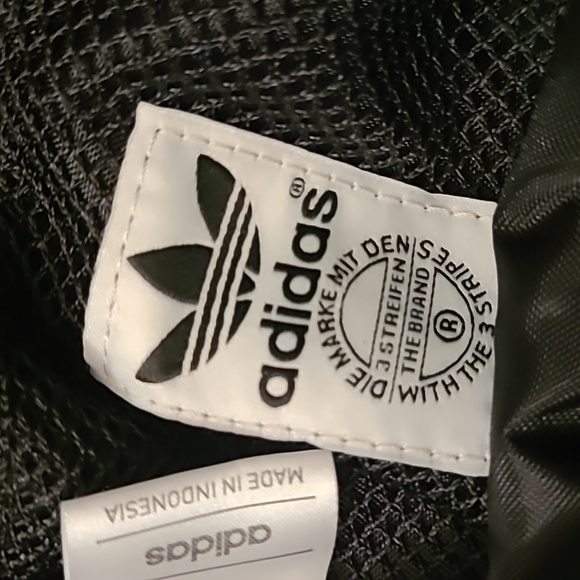 adidas®
DIE MARKE MIT DEN
3 STREIFEN
THE BRAND
WITH THE 3 STRIPES
®
adidas
MADE IN INDONESIA